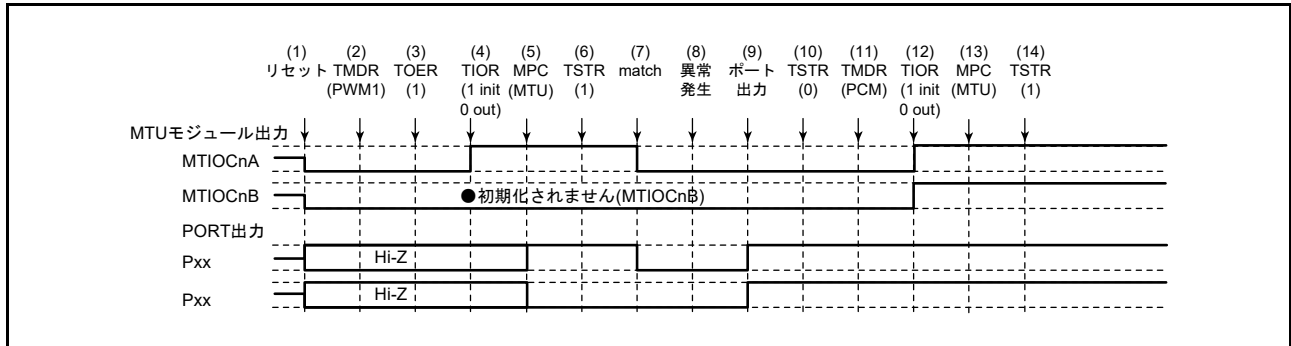 (1) (2) (3) (4) (5) (6) (7) (8) (9) (10) (11) (12) (13) (14)
リセット TMDR TOER TIOR MPC TSTR match 異常 ポート TSTR TMDR TIOR MPC TSTR
(PWM1) (1) (1 init (MTU) (1) 発生 出力 (0) (PCM) (1 init (MTU) (1)
0 out) 0 out)
MTUモジュール出力
MTIOCnA
MTIOCnB ●初期化されません(MTIOCnB)
PORT出力
Pxx Hi-Z
Pxx Hi-Z